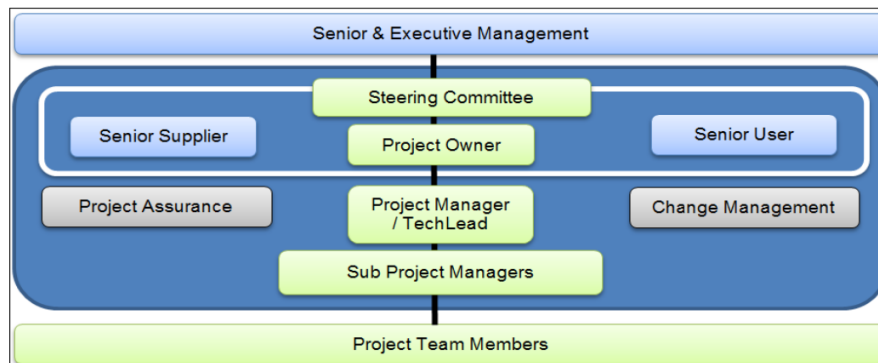 Senior & Executive Management
Steering Committee
Senior Supplier
Project Owner
Senior User
Project Assurance
Project Manager
/ TechLead
Change Management
Sub Project Managers
Project Team Members